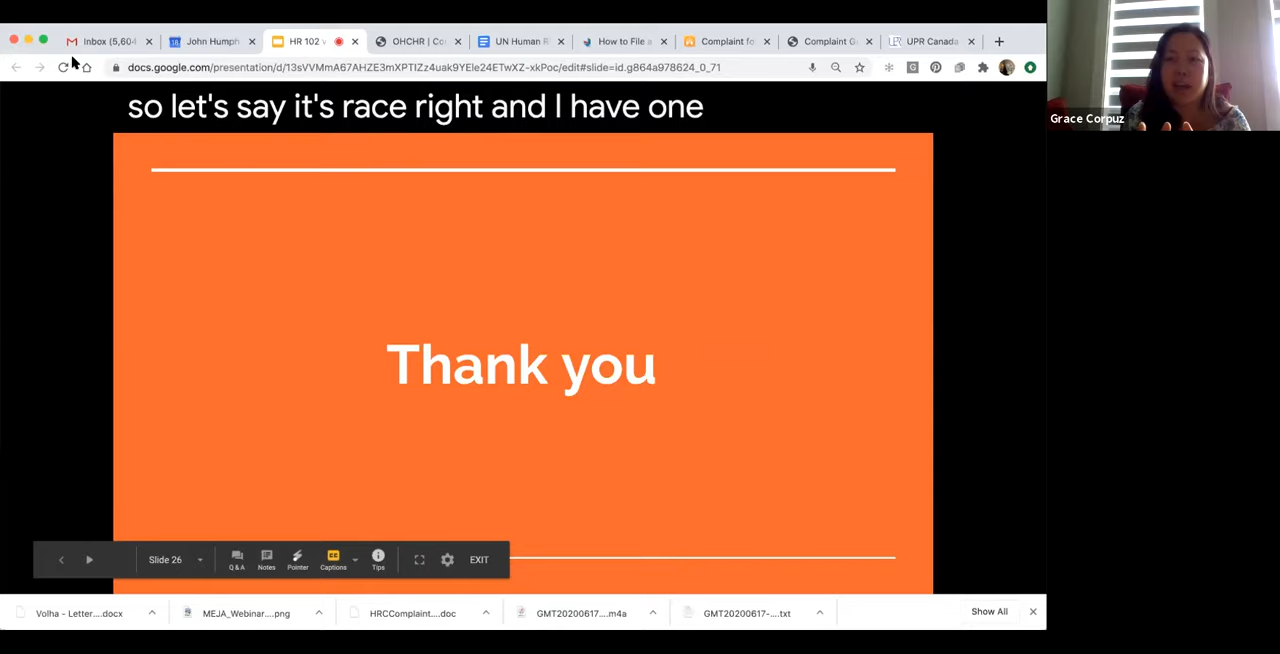 Inbox (5,604
John Humph
HR 102 v
OHCHR | Co
UN Human R
How to File a
Complaint fo
Complaint G
UPR Canada
docs.google.com/presentation/d/13sVVMmA67AHZE3mXPTIZz4uak9YEle24ETwXZ-xkPoc/edit#slide=id.g864a978624_0_71
Grace Corpuz
so let's say it's race right and I have one
Thank you
Slide 26
Q & A
Notes
Pointer
CC
Captions
Tips
EXIT
Volha - Letter....docx
MEJA_Webinar....png
HRCComplaint....doc
GMT20200617....m4a
GMT20200617-....txt
Show All